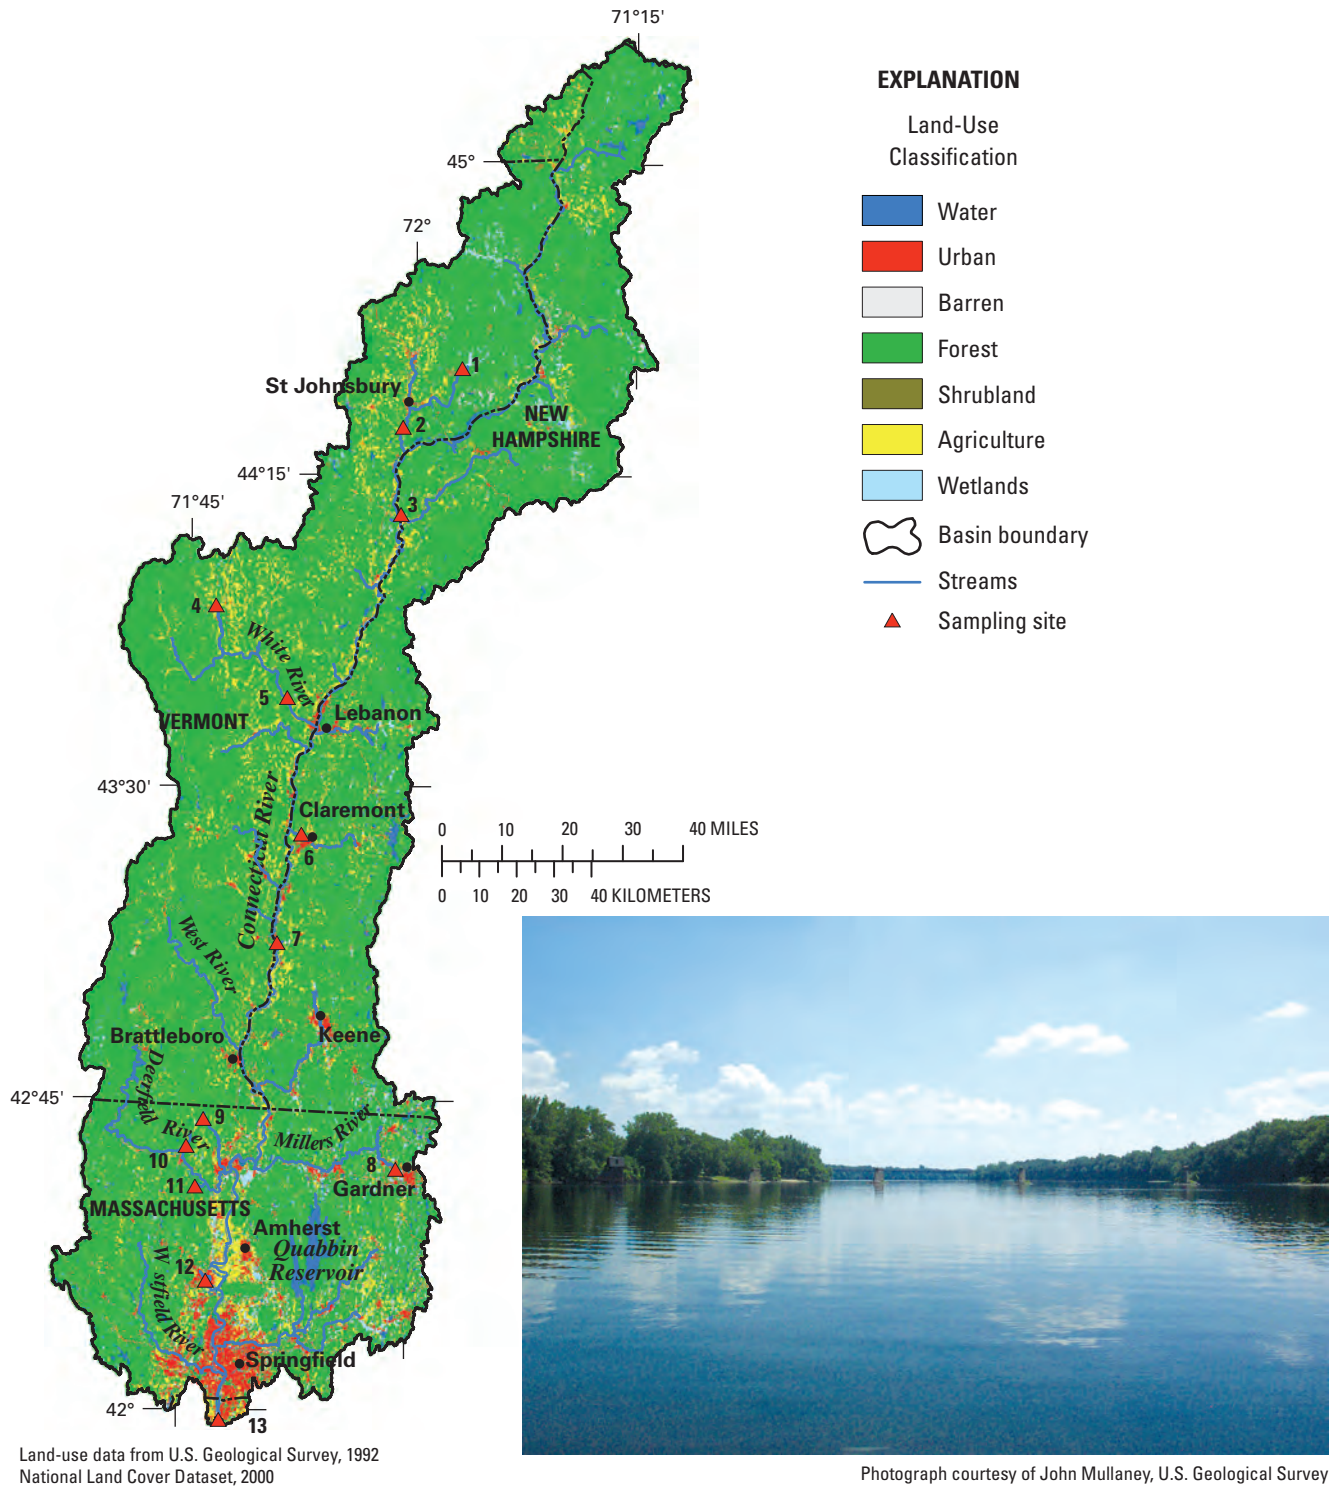 71°15'
45°
72°
1
St Johnsbury
2
NEW
HAMPSHIRE
44°15'
71°45'
3
4
White River
5
Lebanon
VERMONT
43°30'
Connecticut River
Claremont
6
7
West River
Brattleboro
Keene
42°45'
Deerfield
River
9
Millers River
10
8
11
Gardner
MASSACHUSETTS
Amherst
Quabbin
Reservoir
12
W stfield River
Springfield
42°
13
EXPLANATION
Land-Use
Classification
Water
Urban
Barren
Forest
Shrubland
Agriculture
Wetlands
Basin boundary
Streams
Sampling site
0 10 20 30 40 MILES
0 10 20 30 40 KILOMETERS
Land-use data from U.S. Geological Survey, 1992
National Land Cover Dataset, 2000
Photograph courtesy of John Mullaney, U.S. Geological Survey